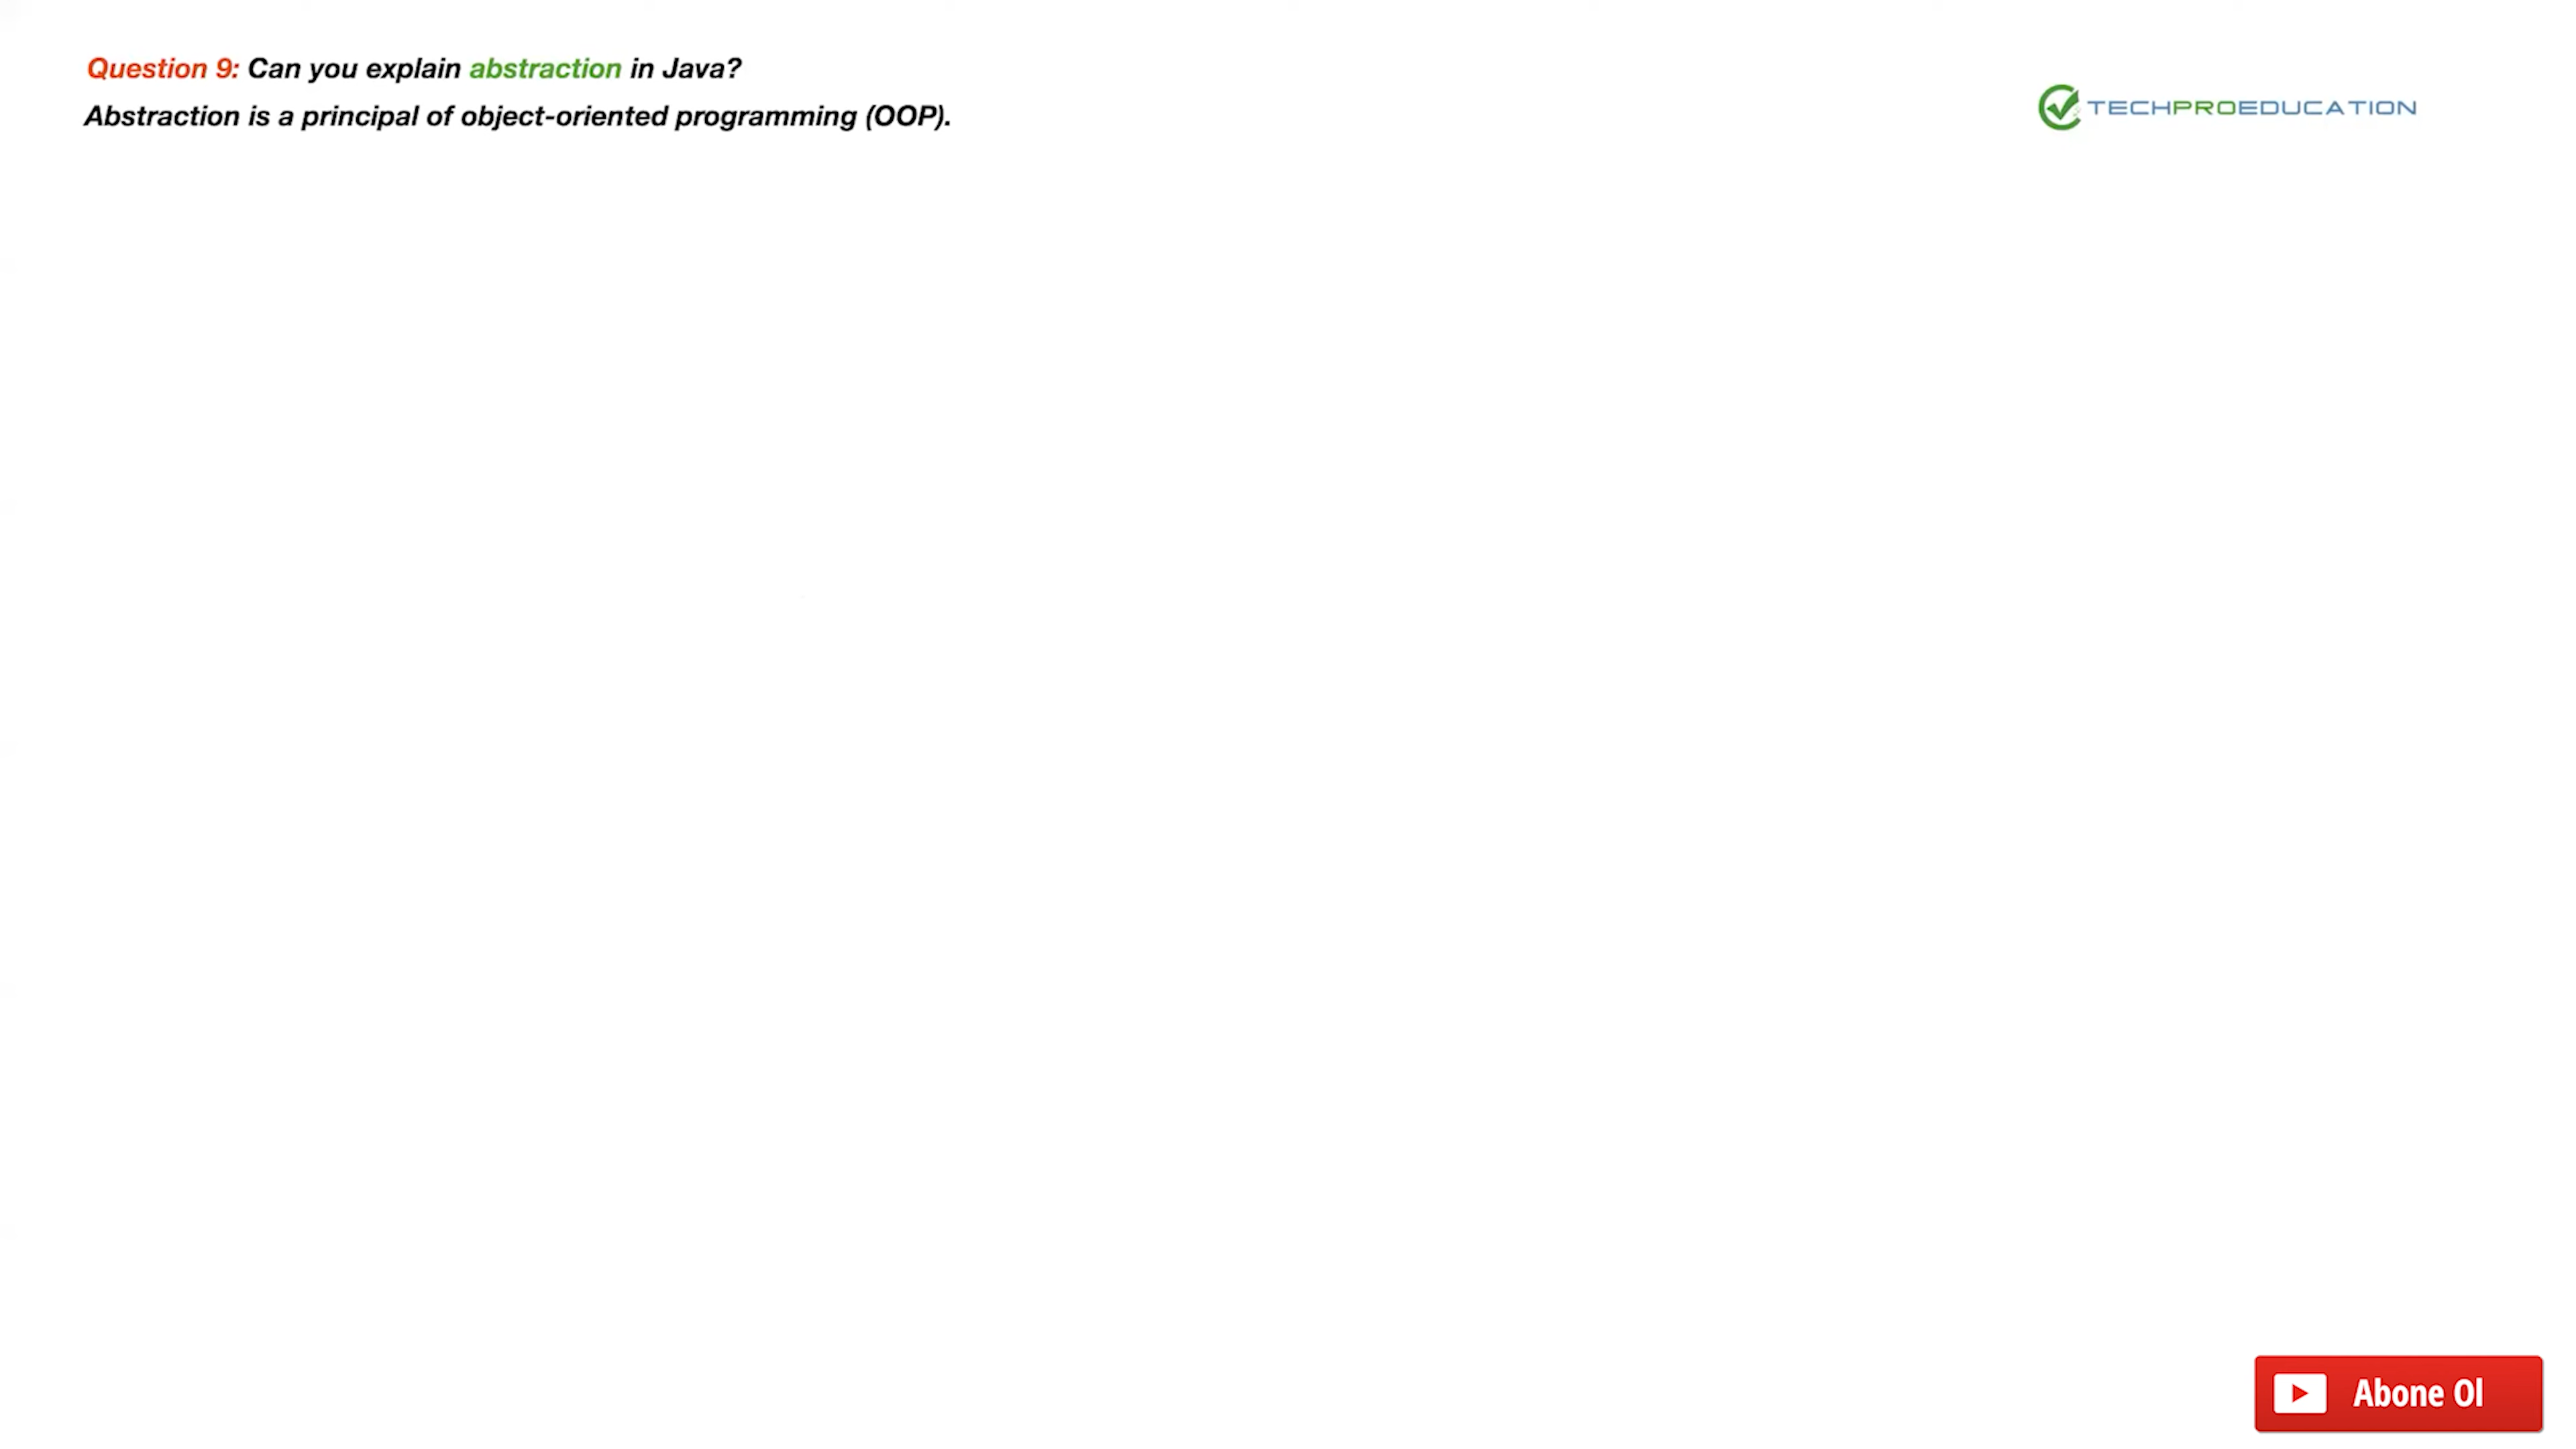 Question 9: Can you explain abstraction in Java?
Abstraction is a principal of object-oriented programming (OOP).
TECHPROEDUCATION
Abone Ol